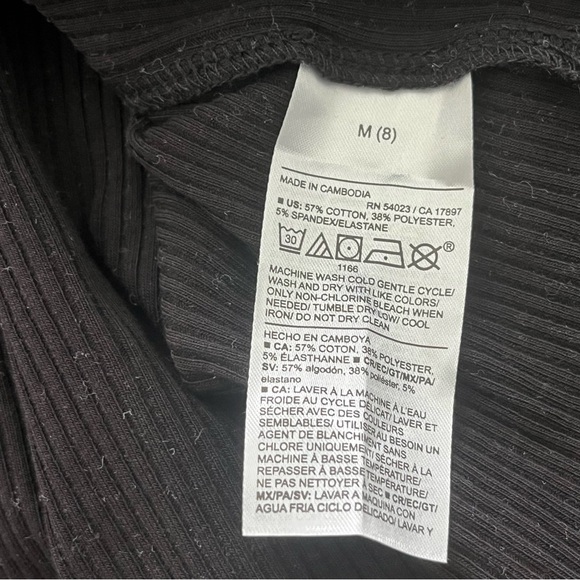 M (8)
MADE IN CAMBODIA
RN 54023 / CA 17897
■ US: 57% COTTON, 38% POLYESTER,
5% SPANDEX/ELASTANE
30
®
1166
MACHINE WASH COLD GENTLE CYCLE/
WASH AND DRY WITH LIKE COLORS/
ONLY NON-CHLORINE BLEACH WHEN
NEEDED/ TUMBLE DRY LOW/ COOL
IRON/ DO NOT DRY CLEAN
HECHO EN CAMBOYA
■ CA: 57% COTON, 38% POLYESTER,
5% ÉLASTHANNE ■ CR/EC/GT/MX/PA/
SV: 57% algodón, 38% poliéster, 5%
elastano
■ CA: LAVER À LA MACHINE À L'EAU
FROIDE AU CYCLE DÉLICAT/ LAVER ET
SÉCHER AVEC DES COULEURS
SEMBLABLES/ UTILISER AU BESOIN UN
AGENT DE BLANCHIMENT SANS
CHLORE UNIQUEMENT/ SÉCHER À LA
MACHINE À BASSE TEMPÉRATURE/
REPASSER À BASSE TEMPÉRATURE/
NE PAS NETTOYER À SEC ■ CR/EC/GT/
MX/PA/SV: LAVAR A MAQUINA CON
AGUA FRIA CICLO DELICADO/ LAVAR Y